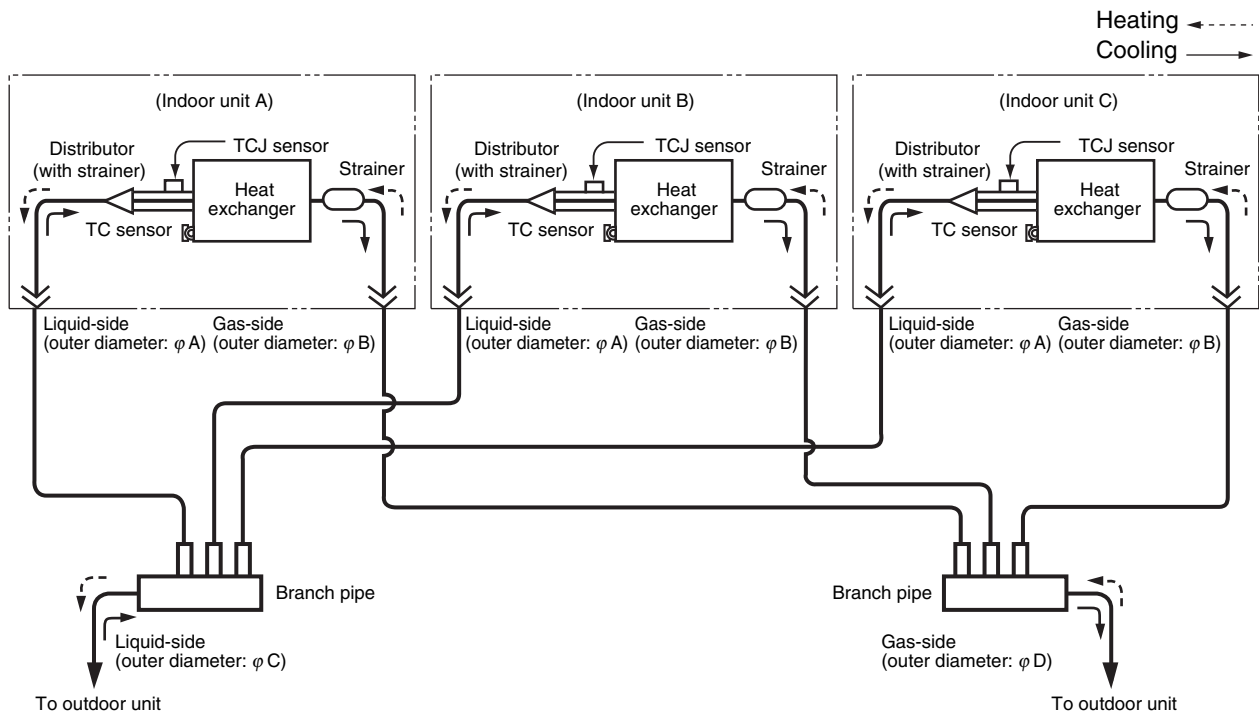 Heating
Cooling
(Indoor unit A)
Distributor
(with strainer)
TCJ sensor
Strainer
Heat
exchanger
TC sensor
Liquid-side
(outer diameter: φ A)
Gas-side
(outer diameter: φ B)
(Indoor unit B)
Distributor
(with strainer)
TCJ sensor
Strainer
Heat
exchanger
TC sensor
Liquid-side
(outer diameter: φ A)
Gas-side
(outer diameter: φ B)
(Indoor unit C)
Distributor
(with strainer)
TCJ sensor
Strainer
Heat
exchanger
TC sensor
Liquid-side
(outer diameter: φ A)
Gas-side
(outer diameter: φ B)
Branch pipe
Liquid-side
(outer diameter: φ C)
To outdoor unit
Branch pipe
Gas-side
(outer diameter: φ D)
To outdoor unit